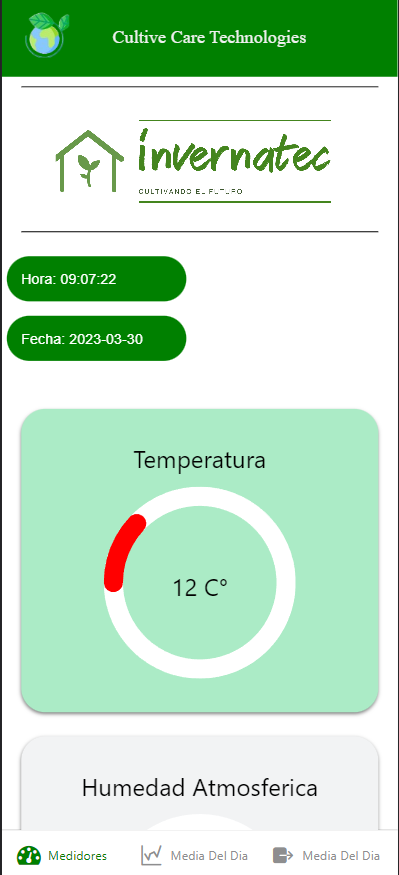 Cultive Care Technologies
invernatec
CULTIVANDO EL FUTURO
Hora: 09:07:22
Fecha: 2023-03-30
Temperatura
12 C°
Humedad Atmosferica
Medidores
Media Del Dia
Media Del Dia